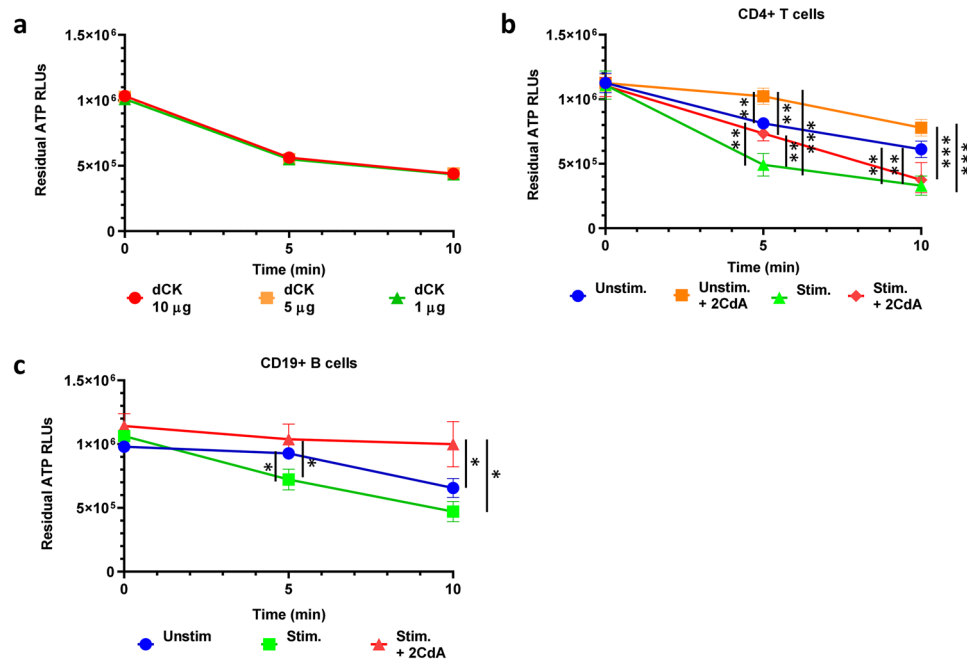 a
1.5×10⁶
1×10⁶
5×10⁵
0
Residual ATP RLUs
0 5 10
Time (min)
dCK 10 µg
dCK 5 µg
dCK 1 µg
b
CD4+ T cells
1.5×10⁶
1×10⁶
5×10⁵
0
Residual ATP RLUs
**
**
**
**
***
**
**
***
***
0 5 10
Time (min)
Unstim.
Unstim. + 2CdA
Stim.
Stim. + 2CdA
c
CD19+ B cells
1.5×10⁶
1×10⁶
5×10⁵
0
Residual ATP RLUs
*
*
*
*
0 5 10
Time (min)
Unstim
Stim.
Stim. + 2CdA